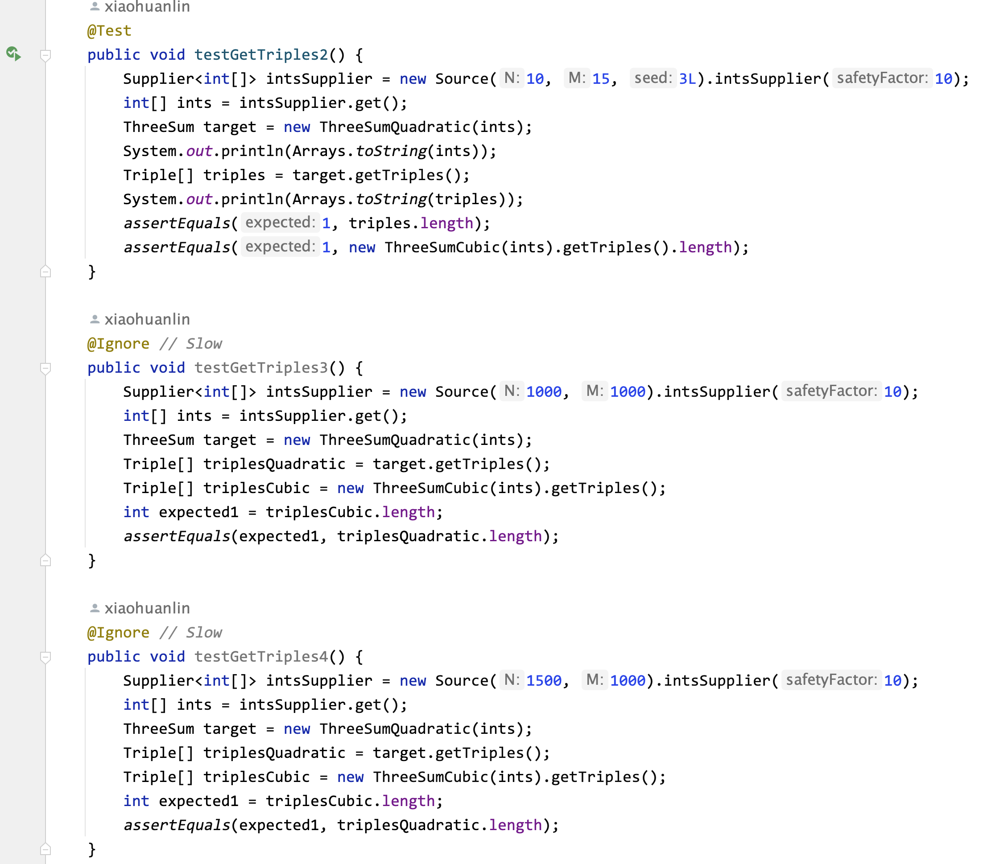 xiaohuanlin
@Test
public void testGetTriples2() {
Supplier<int[]> intsSupplier = new Source( N: 10, M: 15, seed: 3L).intsSupplier( safetyFactor: 10);
int[] ints = intsSupplier.get();
ThreeSum target = new ThreeSumQuadratic(ints);
System.out.println(Arrays.toString(ints));
Triple[] triples = target.getTriples();
System.out.println(Arrays.toString(triples));
assertEquals( expected: 1, triples.length);
assertEquals( expected: 1, new ThreeSumCubic(ints).getTriples().length);
}
xiaohuanlin
@Ignore // Slow
public void testGetTriples3() {
Supplier<int[]> intsSupplier = new Source( N: 1000, M: 1000).intsSupplier( safetyFactor: 10);
int[] ints = intsSupplier.get();
ThreeSum target = new ThreeSumQuadratic(ints);
Triple[] triplesQuadratic = target.getTriples();
Triple[] triplesCubic = new ThreeSumCubic(ints).getTriples();
int expected1 = triplesCubic.length;
assertEquals(expected1, triplesQuadratic.length);
}
xiaohuanlin
@Ignore // Slow
public void testGetTriples4() {
Supplier<int[]> intsSupplier = new Source( N: 1500, M: 1000).intsSupplier( safetyFactor: 10);
int[] ints = intsSupplier.get();
ThreeSum target = new ThreeSumQuadratic(ints);
Triple[] triplesQuadratic = target.getTriples();
Triple[] triplesCubic = new ThreeSumCubic(ints).getTriples();
int expected1 = triplesCubic.length;
assertEquals(expected1, triplesQuadratic.length);
}